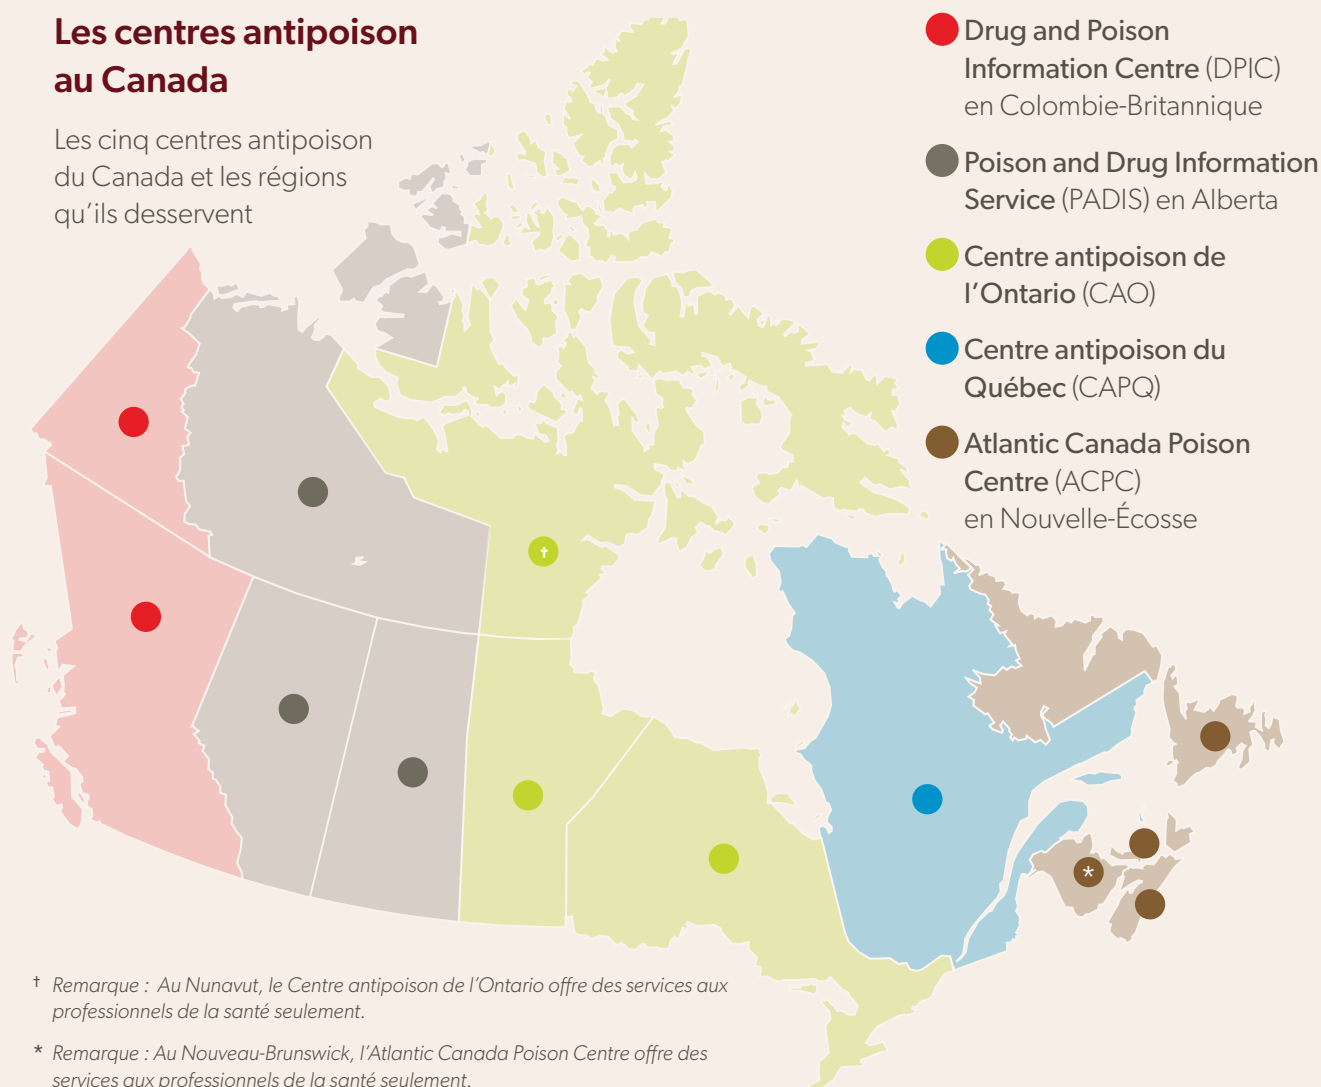 Les centres antipoison
au Canada
Les cinq centres antipoison
du Canada et les régions
qu'ils desservent
Drug and Poison
Information Centre (DPIC)
en Colombie-Britannique
Poison and Drug Information
Service (PADIS) en Alberta
Centre antipoison de
l'Ontario (CAO)
Centre antipoison du
Québec (CAPQ)
Atlantic Canada Poison
Centre (ACPC)
en Nouvelle-Écosse
†
*
† Remarque : Au Nunavut, le Centre antipoison de l'Ontario offre des services aux
professionnels de la santé seulement.
* Remarque : Au Nouveau-Brunswick, l'Atlantic Canada Poison Centre offre des
services aux professionnels de la santé seulement.